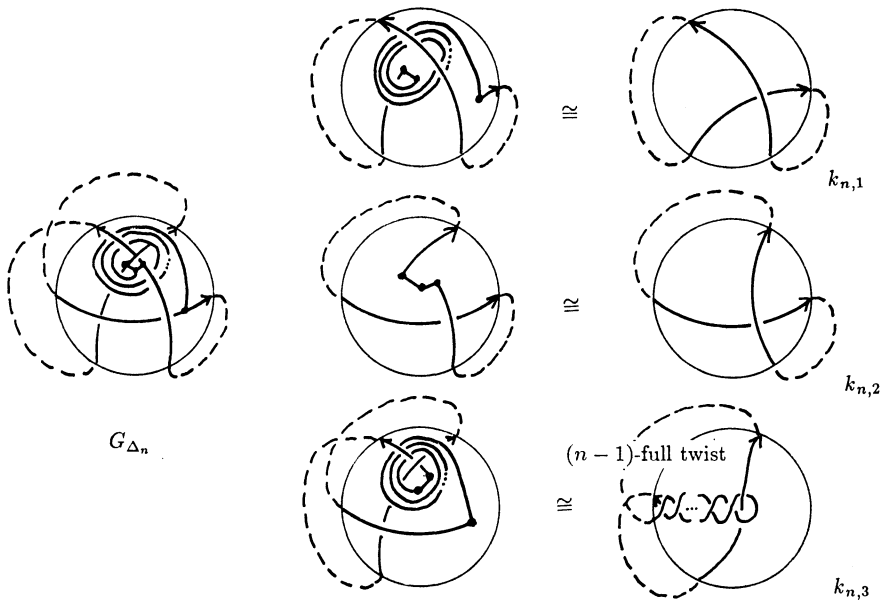 ≅
k_{n,1}
≅
k_{n,2}
G_{Δ_n}
(n − 1)-full twist
≅
k_{n,3}